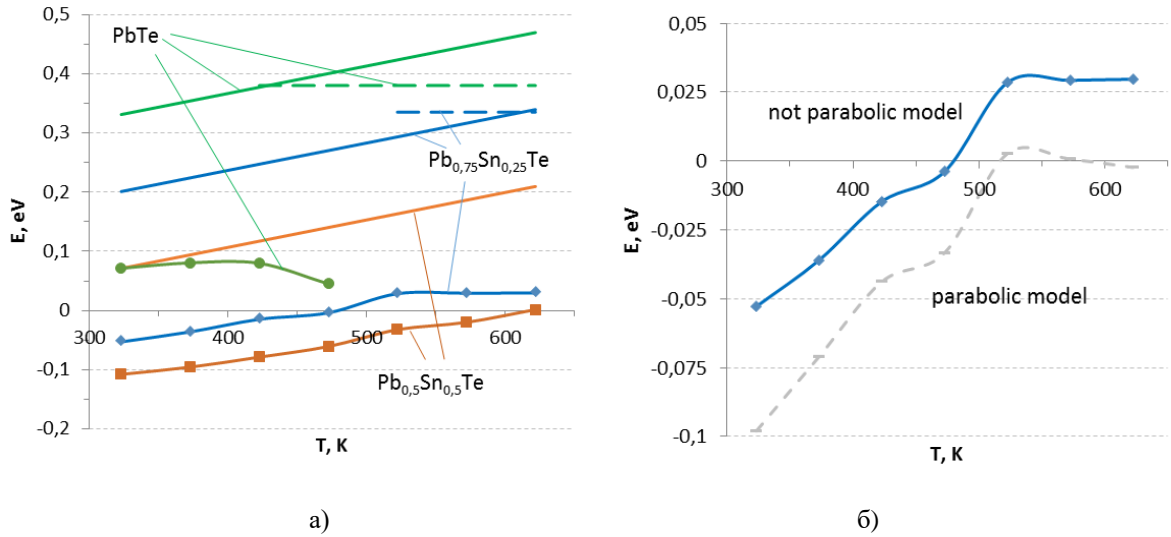 PbTe
0,5
0,4
0,3
0,2
0,1
0
-0,1
-0,2
E, eV
300
400
500
600
Pb0,75Sn0,25Te
Pb0,5Sn0,5Te
T, K
а)
0,05
0,025
0
-0,025
-0,05
-0,075
-0,1
E, eV
300
400
500
600
not parabolic model
parabolic model
T, K
б)